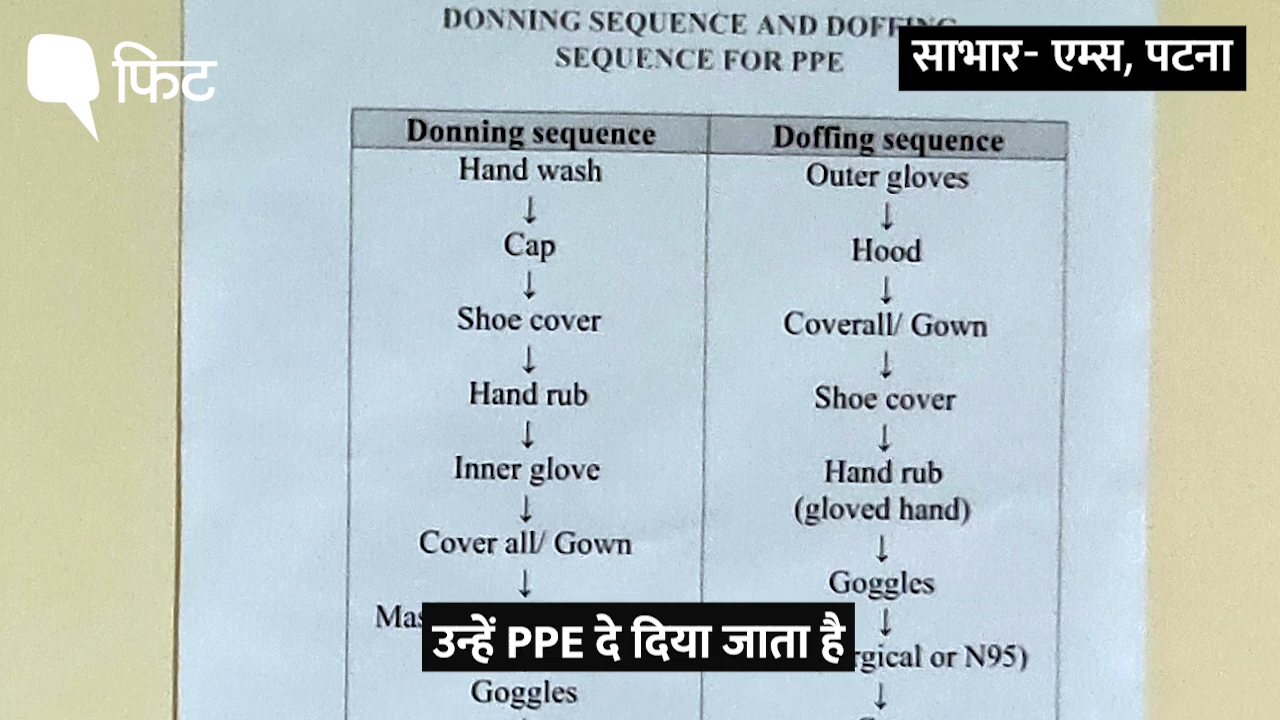 DONNING SEQUENCE AND
SEQUENCE FOR PPE
साभार- एम्स, पटना
फिट
Donning sequence
Hand wash
↓
Cap
↓
Shoe cover
↓
Hand rub
↓
Inner glove
↓
Cover all/ Gown
↓
Goggles
Doffing sequence
Outer gloves
↓
Hood
↓
Coverall/ Gown
↓
Shoe cover
↓
Hand rub
(gloved hand)
↓
Goggles
↓
or N95)
↓
उन्हें PPE दे दिया जाता है